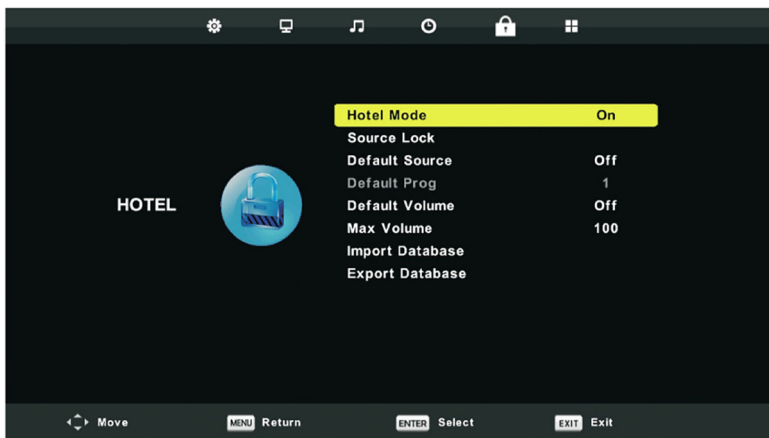 Hotel Mode On
Source Lock
Default Source Off
Default Prog 1
HOTEL
Default Volume Off
Max Volume 100
Import Database
Export Database
Move MENU Return ENTER Select EXIT Exit